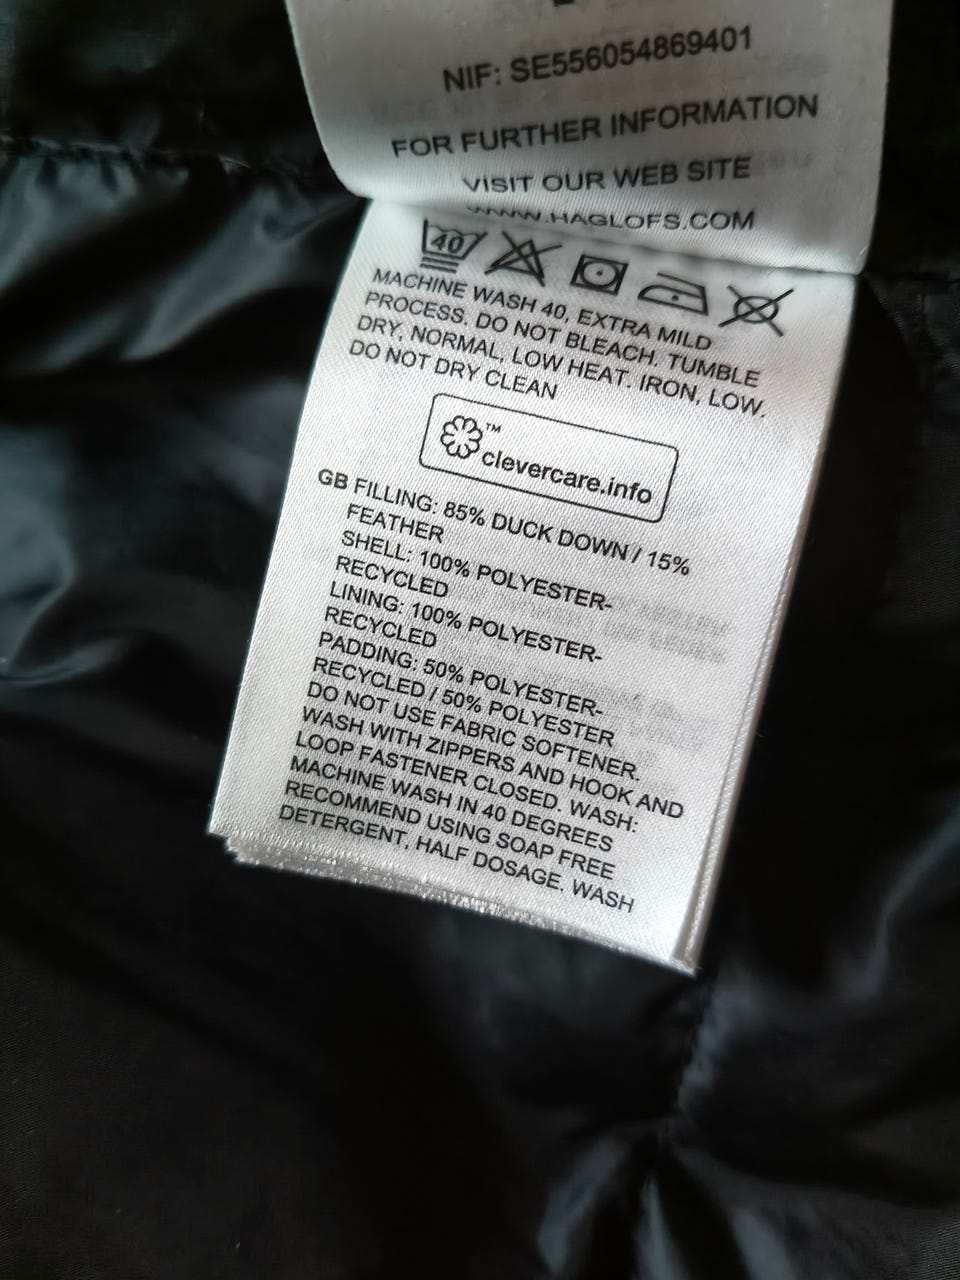 NIF: SE556054869401
FOR FURTHER INFORMATION
VISIT OUR WEB SITE
WWW.HAGLOFS.COM
40
MACHINE WASH 40, EXTRA MILD
PROCESS. DO NOT BLEACH. TUMBLE
DRY, NORMAL, LOW HEAT. IRON, LOW.
DO NOT DRY CLEAN
™
clevercare.info
GB FILLING: 85% DUCK DOWN / 15%
FEATHER
SHELL: 100% POLYESTER-
RECYCLED
LINING: 100% POLYESTER-
RECYCLED
PADDING: 50% POLYESTER-
RECYCLED / 50% POLYESTER
DO NOT USE FABRIC SOFTENER.
WASH WITH ZIPPERS AND HOOK AND
LOOP FASTENER CLOSED. WASH:
MACHINE WASH IN 40 DEGREES
RECOMMEND USING SOAP FREE
DETERGENT, HALF DOSAGE. WASH